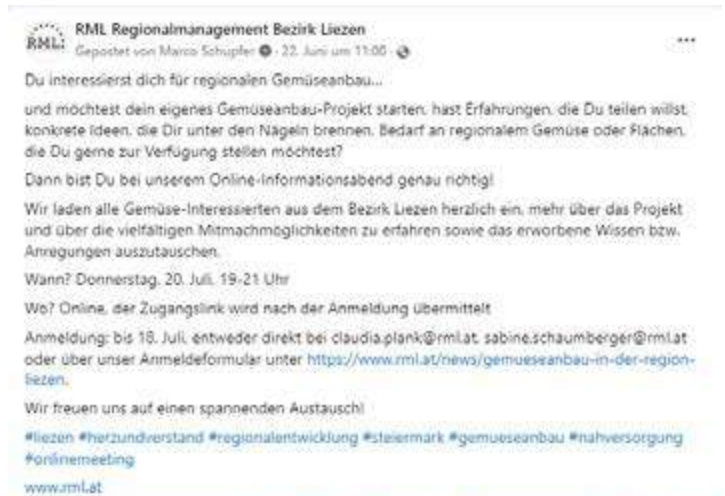 RML Regionalmanagement Bezirk Liezen
RML:
Gepostet von Marco Schupfer · 22. Juni um 11:00 ·
Du interessierst dich für regionalen Gemüseanbau...
und möchtest dein eigenes Gemüseanbau-Projekt starten, hast Erfahrungen, die Du teilen willst,
konkrete Ideen, die Dir unter den Nägeln brennen, Bedarf an regionalem Gemüse oder Flächen,
die Du gerne zur Verfügung stellen möchtest?
Dann bist Du bei unserem Online-Informationsabend genau richtig!
Wir laden alle Gemüse-Interessierten aus dem Bezirk Liezen herzlich ein, mehr über das Projekt
und über die vielfältigen Mitmachmöglichkeiten zu erfahren sowie das erworbene Wissen bzw.
Anregungen auszutauschen.
Wann? Donnerstag, 20. Juli, 19-21 Uhr
Wo? Online, der Zugangslink wird nach der Anmeldung übermittelt
Anmeldung: bis 18. Juli, entweder direkt bei claudia.plank@rml.at, sabine.schaumberger@rml.at
oder über unser Anmeldeformular unter https://www.rml.at/news/gemueseanbau-in-der-region-
liezen.
Wir freuen uns auf einen spannenden Austausch!
#liezen #herzundverstand #regionalentwicklung #steiermark #gemueseanbau #nahversorgung
#onlinemeeting
www.rml.at